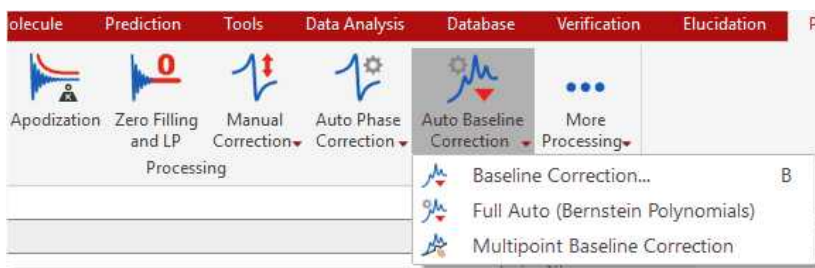 olecule Prediction Tools Data Analysis Database Verification Elucidation P
0
Apodization Zero Filling and LP Manual Correction Auto Phase Correction Auto Baseline Correction More Processing
Processing
Baseline Correction... B
Full Auto (Bernstein Polynomials)
Multipoint Baseline Correction